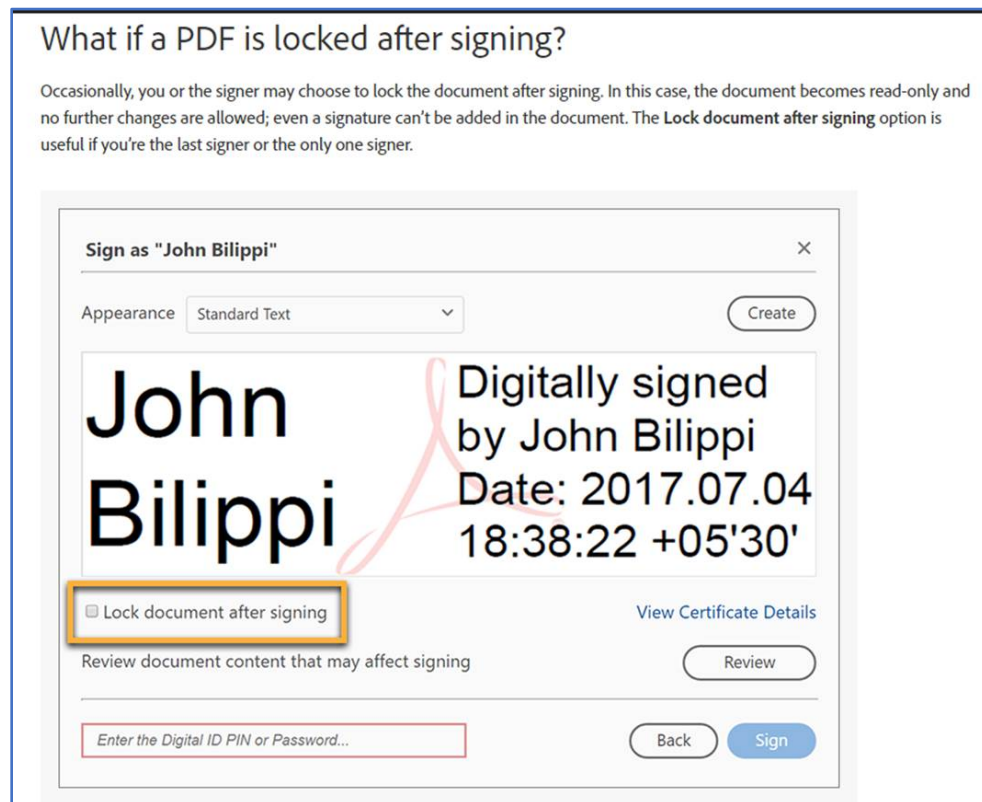 What if a PDF is locked after signing?
Occasionally, you or the signer may choose to lock the document after signing. In this case, the document becomes read-only and
no further changes are allowed; even a signature can't be added in the document. The Lock document after signing option is
useful if you're the last signer or the only one signer.
Sign as "John Bilippi"
×
Appearance Standard Text Create
John
Bilippi
Digitally signed
by John Bilippi
Date: 2017.07.04
18:38:22 +05'30'
Lock document after signing View Certificate Details
Review document content that may affect signing Review
Enter the Digital ID PIN or Password... Back Sign